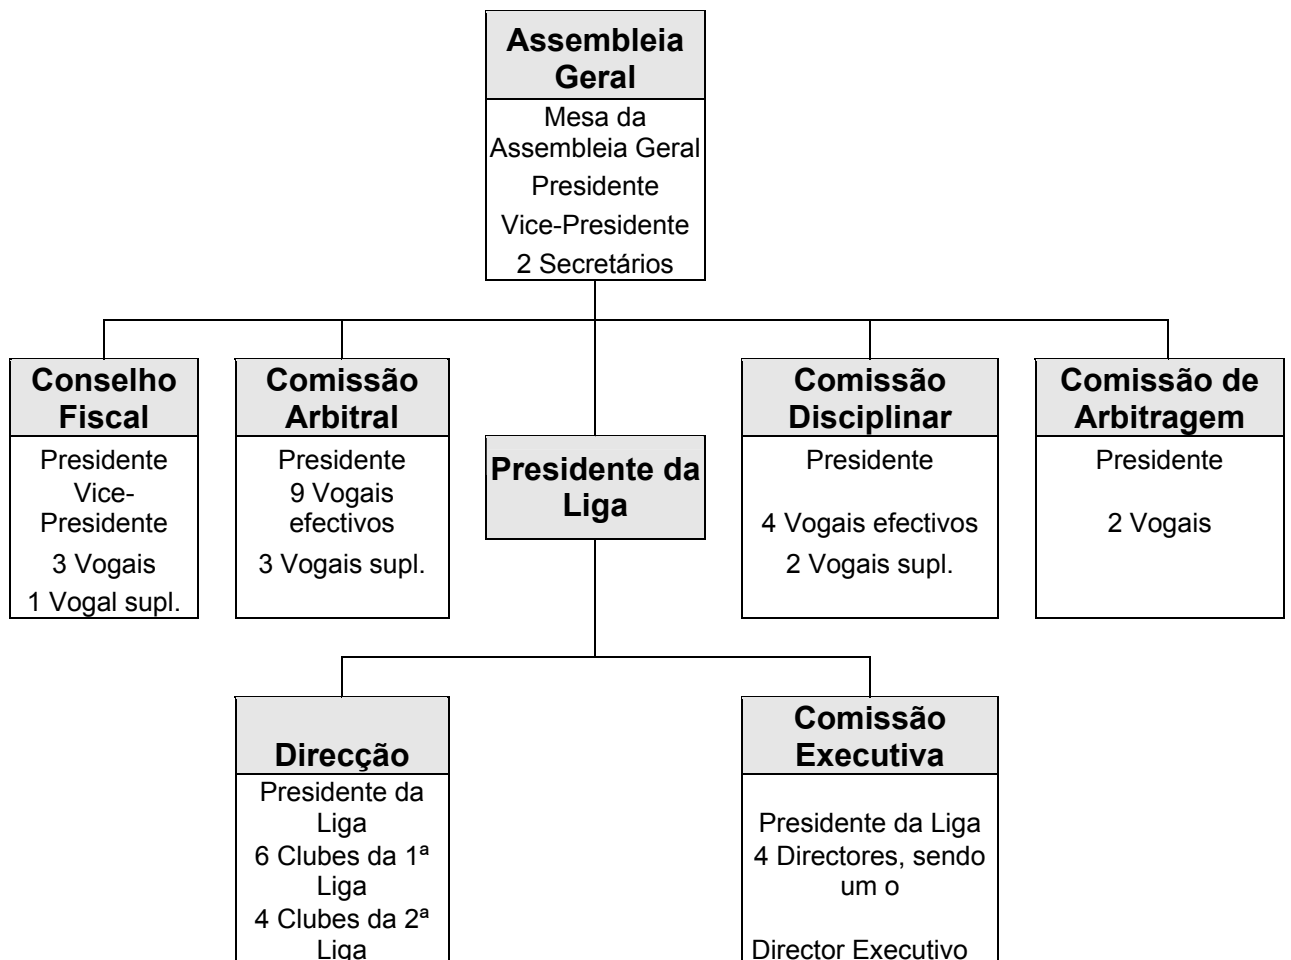 Assembleia
Geral
Mesa da
Assembleia Geral
Presidente
Vice-Presidente
2 Secretários
Conselho
Fiscal
Presidente
Vice-
Presidente
3 Vogais
1 Vogal supl.
Comissão
Arbitral
Presidente
9 Vogais
efectivos
3 Vogais supl.
Presidente da
Liga
Comissão
Disciplinar
Presidente
4 Vogais efectivos
2 Vogais supl.
Comissão de
Arbitragem
Presidente
2 Vogais
Direcção
Presidente da
Liga
6 Clubes da 1ª
Liga
4 Clubes da 2ª
Liga
Comissão
Executiva
Presidente da Liga
4 Directores, sendo
um o
Director Executivo